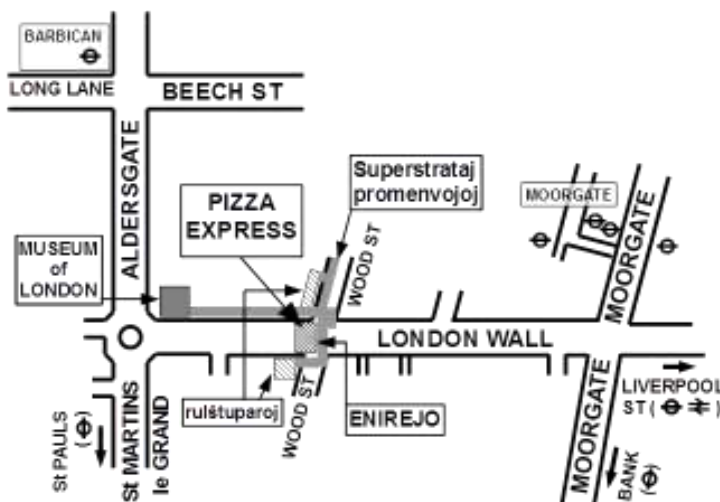 BARBICAN
LONG LANE
BEECH ST
ALDERSGATE
Superstrataj
promenvojoj
PIZZA
EXPRESS
MOORGATE
MOORGATE
MUSEUM
of
LONDON
WOOD ST
LONDON WALL
rulŝtuparoj
WOOD ST
ENIREJO
MOORGATE
LIVERPOOL
ST ( )
BANK ( )
St PAULS
( )
St MARTINS
le GRAND